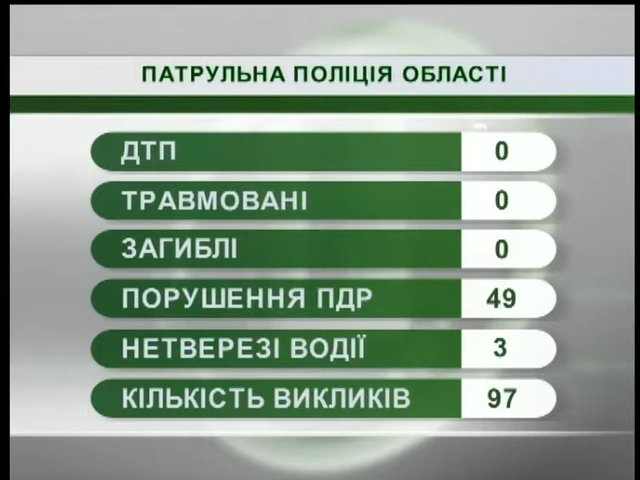 ПАТРУЛЬНА ПОЛІЦІЯ ОБЛАСТІ
ДТП 0
ТРАВМОВАНІ 0
ЗАГИБЛІ 0
ПОРУШЕННЯ ПДР 49
НЕТВЕРЕЗІ ВОДІЇ 3
КІЛЬКІСТЬ ВИКЛИКІВ 97